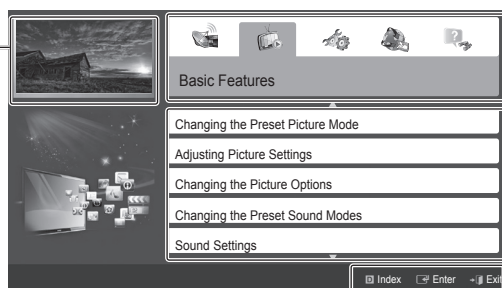 Basic Features
Changing the Preset Picture Mode
Adjusting Picture Settings
Changing the Picture Options
Changing the Preset Sound Modes
Sound Settings
Index Enter Exit